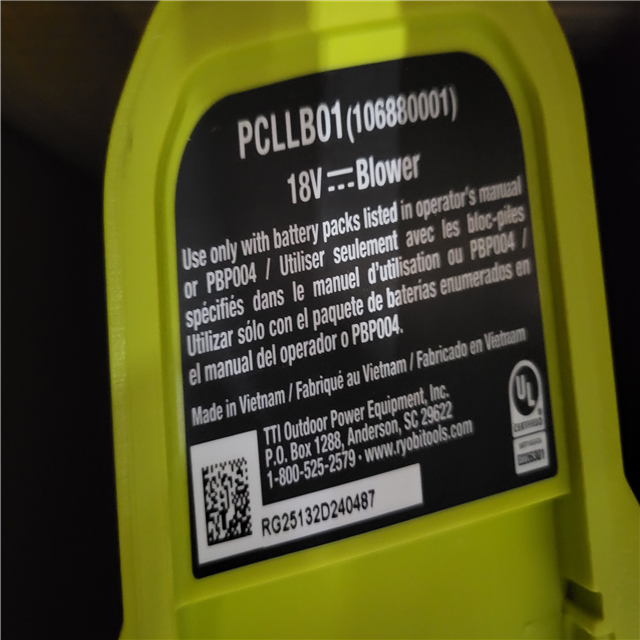 PCLLB01(106880001)
18V⎓Blower
Use only with battery packs listed in operator's manual
or PBP004 / Utiliser seulement avec les bloc-piles
spécifiés dans le manuel d'utilisation ou PBP004 /
Utilizar sólo con el paquete de baterías enumerados en
el manual del operador o PBP004.
Made in Vietnam / Fabriqué au Vietnam / Fabricado en Vietnam
TTI Outdoor Power Equipment, Inc.
P.O. Box 1288, Anderson, SC 29622
1-800-525-2579 · www.ryobitools.com
RG25132D240487
UL
CERTIFIED